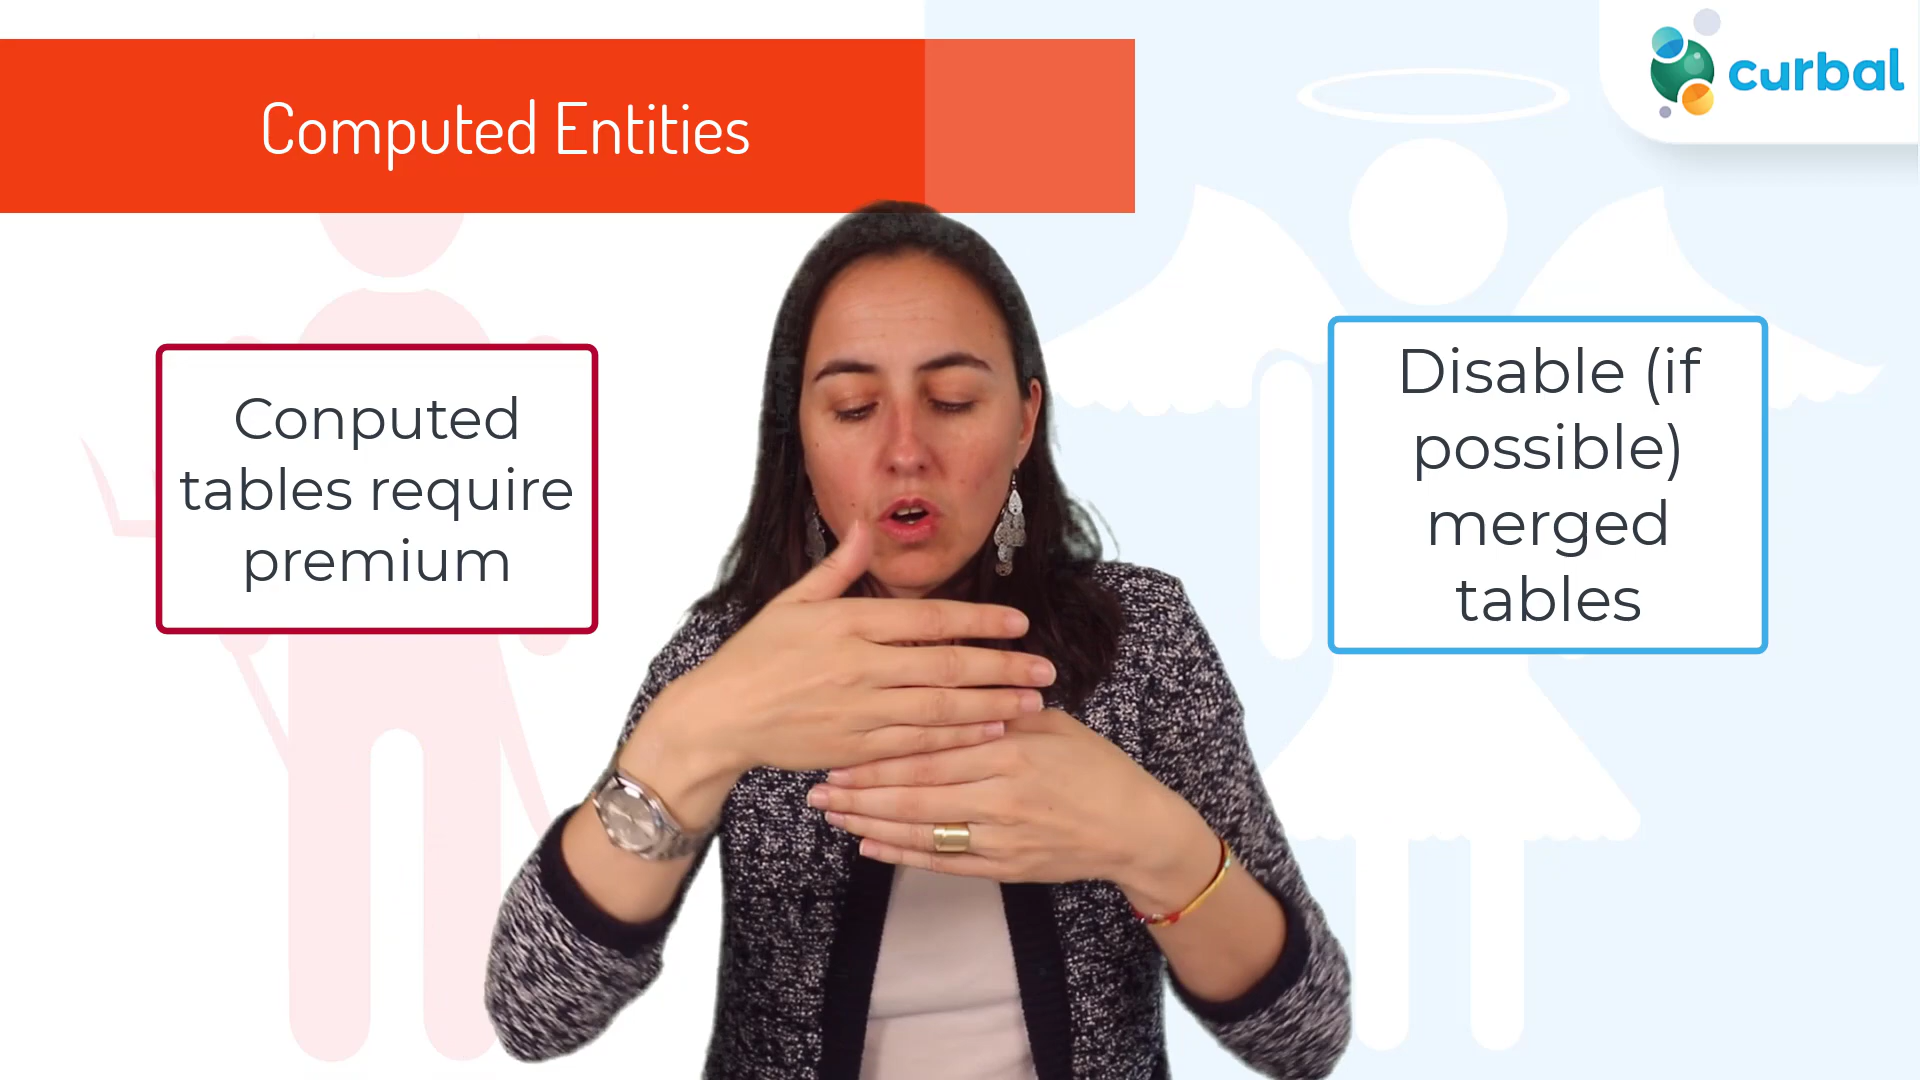 Computed Entities
curbal
Conputed
tables require
premium
Disable (if
possible)
merged
tables